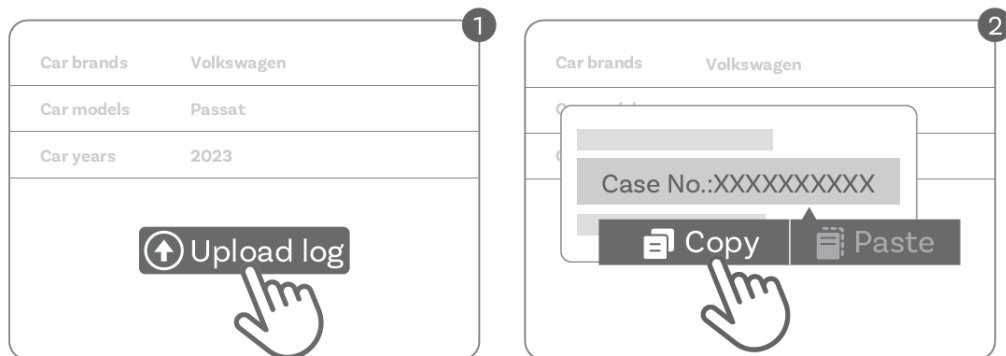 1
Car brands Volkswagen
Car models Passat
Car years 2023
Upload log
2
Car brands Volkswagen
Case No.:XXXXXXXXXX
Copy Paste